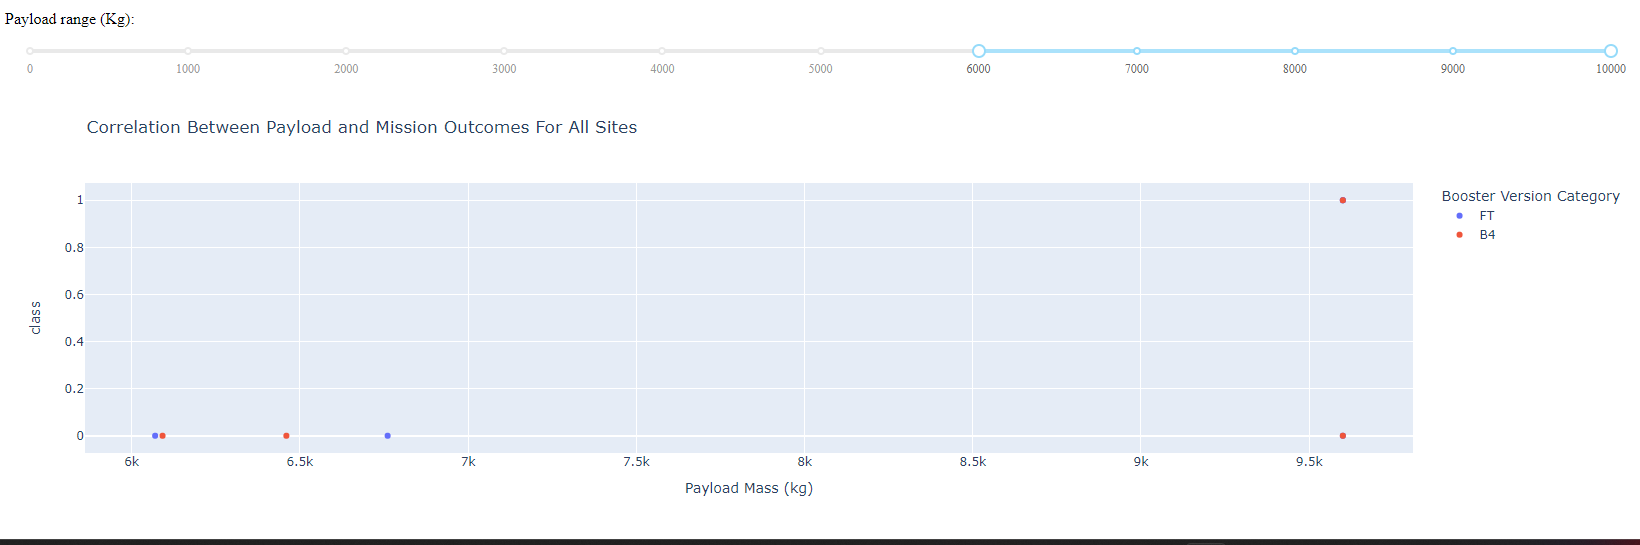 Payload range (Kg):
0 1000 2000 3000 4000 5000 6000 7000 8000 9000 10000
Correlation Between Payload and Mission Outcomes For All Sites
Booster Version Category
FT
B4
1
0.8
0.6
0.4
0.2
0
class
6k 6.5k 7k 7.5k 8k 8.5k 9k 9.5k
Payload Mass (kg)